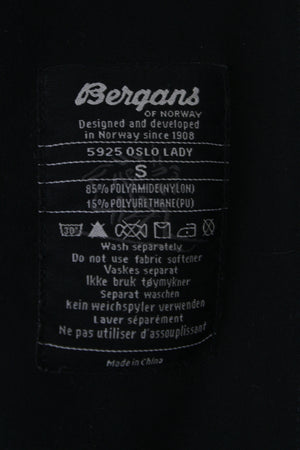 Bergans
OF NORWAY
Designed and developed
in Norway since 1908
5925 OSLO LADY
S
85% POLYAMIDE(NYLON)
15% POLYURETHANE(PU)
30°
Wash separately
Do not use fabric softener
Vaskes separat
Ikke bruk tøymykner
Separat waschen
kein weichspyler verwenden
Laver séparément
Ne pas utiliser d'assouplissant
Made in China